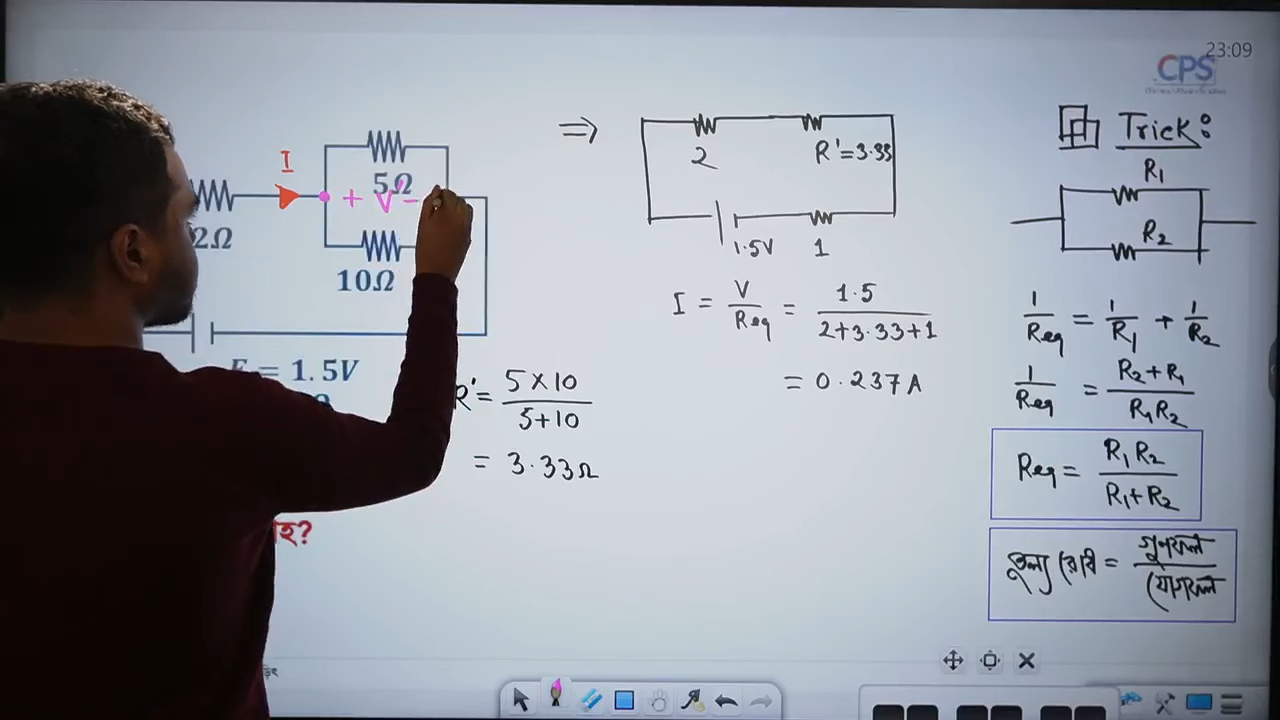 23:09
CPS
I
5Ω
+ V' -
2Ω
10Ω
= 1.5V
⇒
2
R'=3.33
1.5V
1
I = V/Req = 1.5/(2+3.33+1)
= 0.237A
R' = (5×10)/(5+10)
= 3.33Ω
Trick:
R1
R2
1/Req = 1/R1 + 1/R2
1/Req = (R2+R1)/(R1R2)
Req = (R1R2)/(R1+R2)
তুল্য রোধ = গুণফল/যোগফল
হ?